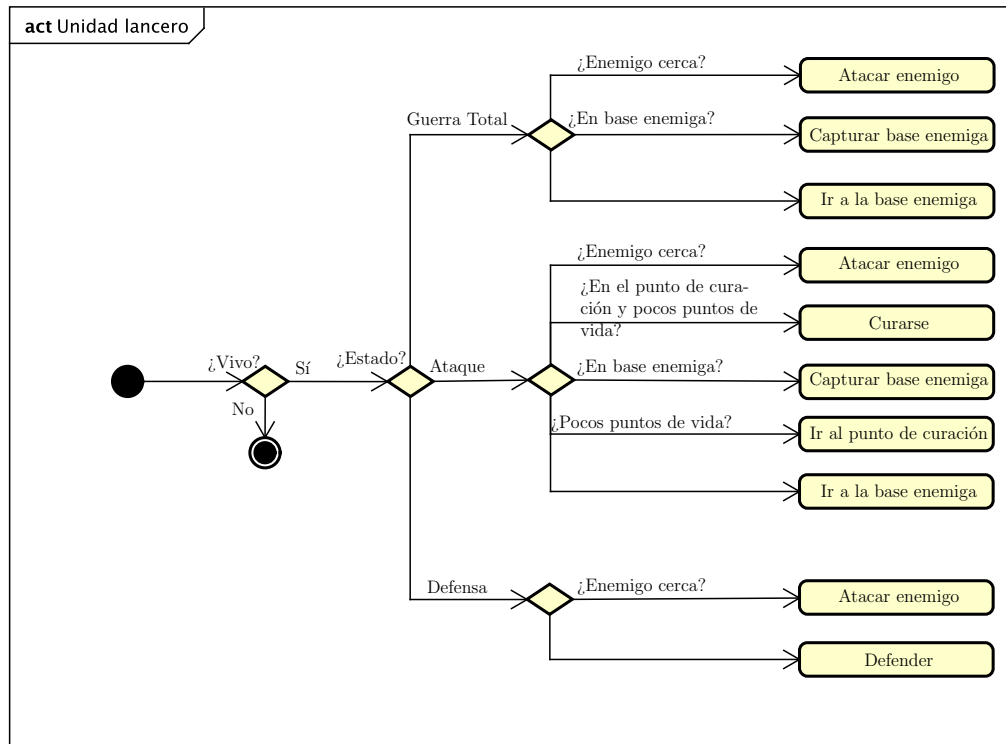 act Unidad lancero
¿Enemigo cerca?
Atacar enemigo
Guerra Total
¿En base enemiga?
Capturar base enemiga
Ir a la base enemiga
¿Enemigo cerca?
Atacar enemigo
¿En el punto de cura-
ción y pocos puntos de
vida?
Curarse
¿Vivo?
Sí
¿Estado?
Ataque
¿En base enemiga?
Capturar base enemiga
No
¿Pocos puntos de vida?
Ir al punto de curación
Ir a la base enemiga
Defensa
¿Enemigo cerca?
Atacar enemigo
Defender